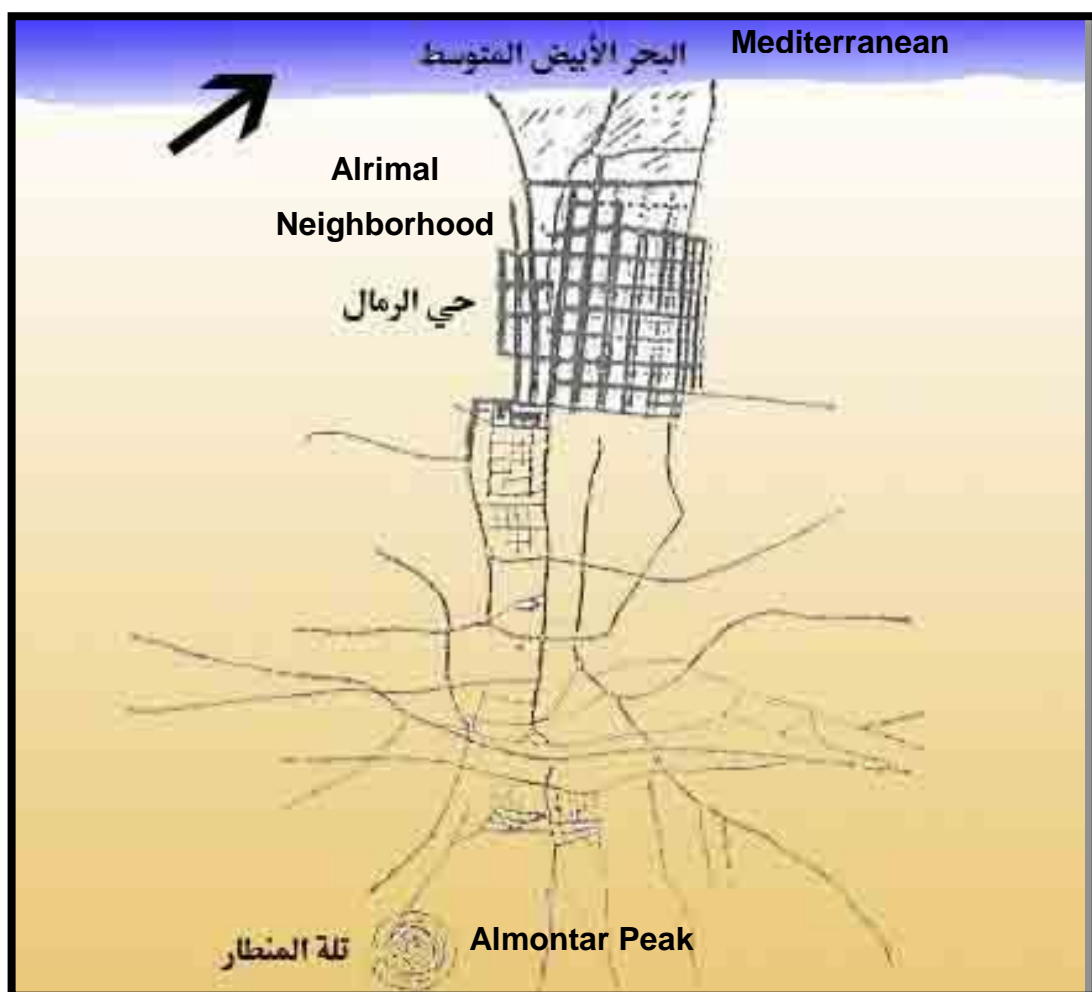 البحر الأبيض المتوسط
Mediterranean
Alrimal
Neighborhood
حي الرمال
تلة المنطار
Almontar Peak